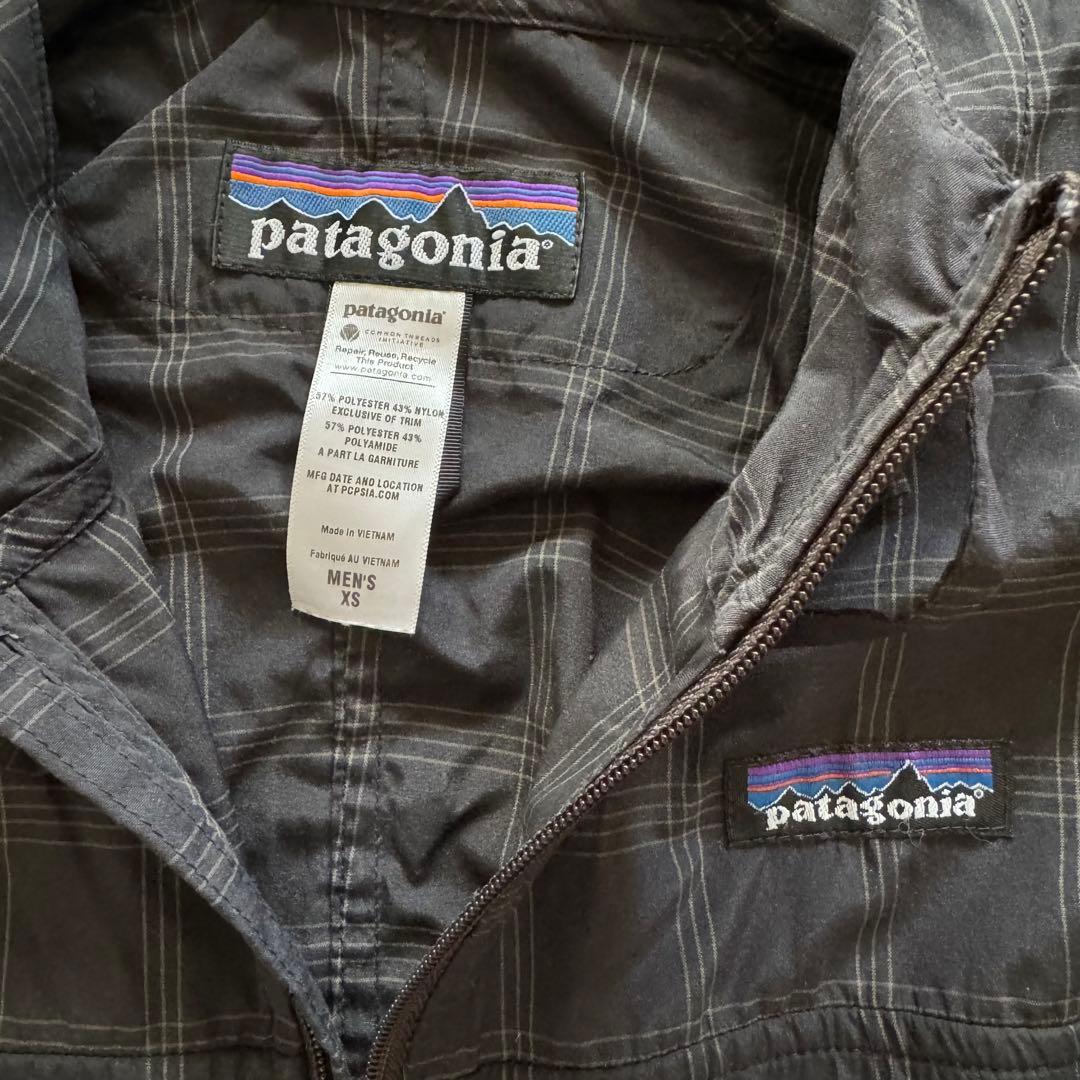 patagonia®
patagonia®
COMMON THREADS
INITIATIVE
Repair, Reuse, Recycle
This Product
www.patagonia.com
57% POLYESTER 43% NYLON
EXCLUSIVE OF TRIM
57% POLYESTER 43%
POLYAMIDE
A PART LA GARNITURE
MFG DATE AND LOCATION
AT PCPSIA.COM
Made in VIETNAM
Fabriqué AU VIETNAM
MEN'S
XS
patagonia®